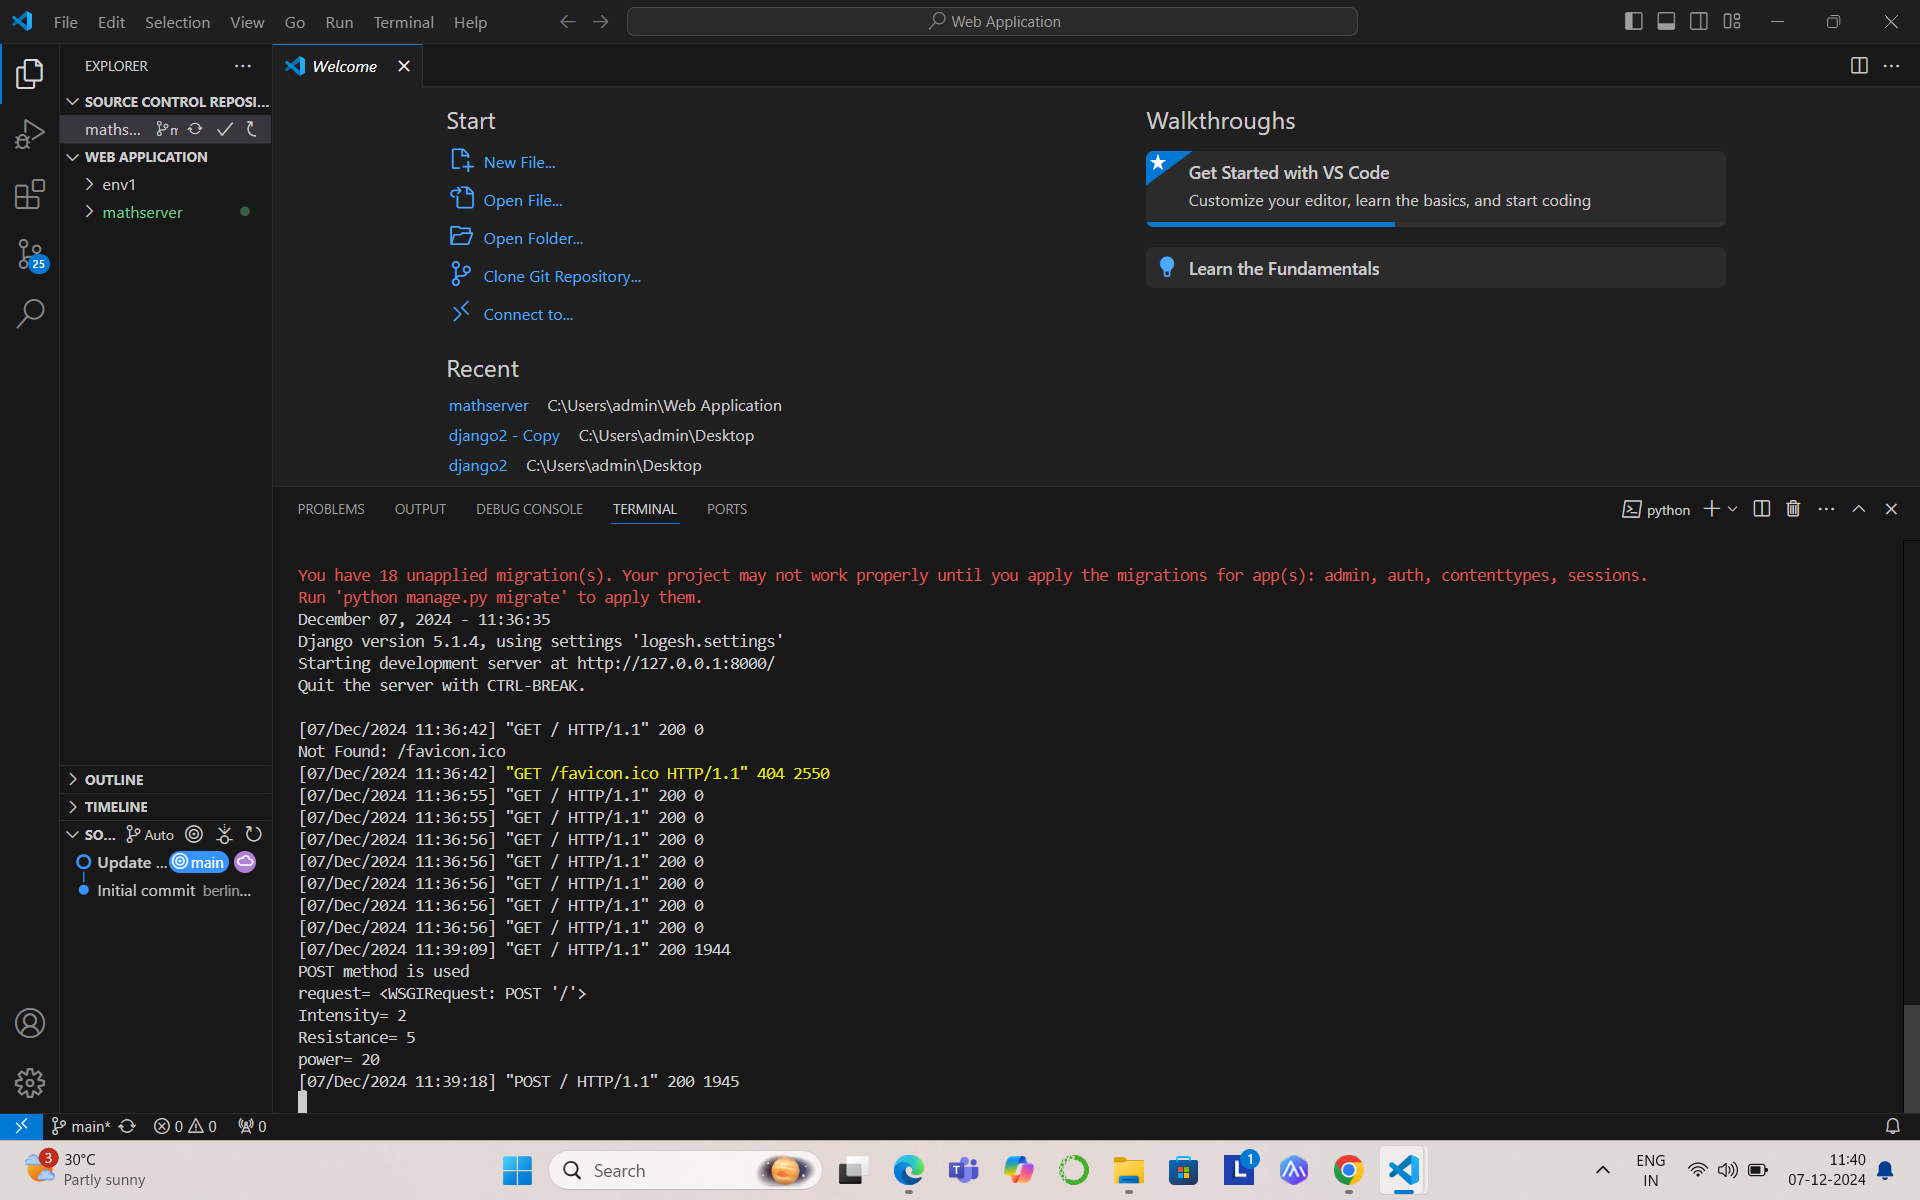 File Edit Selection View Go Run Terminal Help
Web Application
EXPLORER
SOURCE CONTROL REPOSI...
maths...
WEB APPLICATION
env1
mathserver
25
Welcome
Start
New File...
Open File...
Open Folder...
Clone Git Repository...
Connect to...
Recent
mathserver C:\Users\admin\Web Application
django2 - Copy C:\Users\admin\Desktop
django2 C:\Users\admin\Desktop
Walkthroughs
Get Started with VS Code
Customize your editor, learn the basics, and start coding
Learn the Fundamentals
PROBLEMS OUTPUT DEBUG CONSOLE TERMINAL PORTS
python
You have 18 unapplied migration(s). Your project may not work properly until you apply the migrations for app(s): admin, auth, contenttypes, sessions.
Run 'python manage.py migrate' to apply them.
December 07, 2024 - 11:36:35
Django version 5.1.4, using settings 'logesh.settings'
Starting development server at http://127.0.0.1:8000/
Quit the server with CTRL-BREAK.
[07/Dec/2024 11:36:42] "GET / HTTP/1.1" 200 0
Not Found: /favicon.ico
[07/Dec/2024 11:36:42] "GET /favicon.ico HTTP/1.1" 404 2550
[07/Dec/2024 11:36:55] "GET / HTTP/1.1" 200 0
[07/Dec/2024 11:36:55] "GET / HTTP/1.1" 200 0
[07/Dec/2024 11:36:56] "GET / HTTP/1.1" 200 0
[07/Dec/2024 11:36:56] "GET / HTTP/1.1" 200 0
[07/Dec/2024 11:36:56] "GET / HTTP/1.1" 200 0
[07/Dec/2024 11:36:56] "GET / HTTP/1.1" 200 0
[07/Dec/2024 11:36:56] "GET / HTTP/1.1" 200 0
[07/Dec/2024 11:39:09] "GET / HTTP/1.1" 200 1944
POST method is used
request= <WSGIRequest: POST '/'>
Intensity= 2
Resistance= 5
power= 20
[07/Dec/2024 11:39:18] "POST / HTTP/1.1" 200 1945
OUTLINE
TIMELINE
SO... Auto
Update ... main
Initial commit berlin...
main* 0 0 0
3
30°C
Partly sunny
Search
1
ENG
IN
11:40
07-12-2024